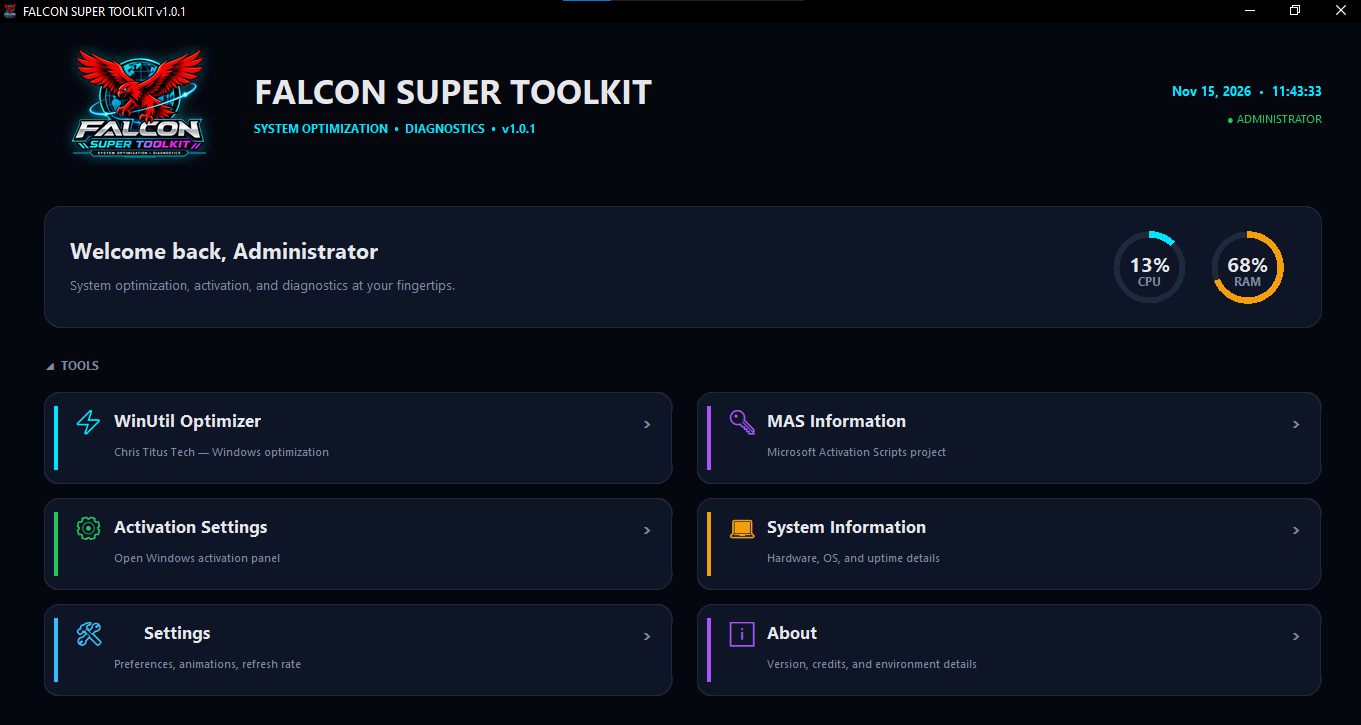 FALCON SUPER TOOLKIT v1.0.1
FALCON
SUPER TOOLKIT
SYSTEM OPTIMIZATION • DIAGNOSTICS
FALCON SUPER TOOLKIT
SYSTEM OPTIMIZATION • DIAGNOSTICS • v1.0.1
Nov 15, 2026 • 11:43:33
● ADMINISTRATOR
Welcome back, Administrator
System optimization, activation, and diagnostics at your fingertips.
13%
CPU
68%
RAM
TOOLS
WinUtil Optimizer
Chris Titus Tech — Windows optimization
MAS Information
Microsoft Activation Scripts project
Activation Settings
Open Windows activation panel
System Information
Hardware, OS, and uptime details
Settings
Preferences, animations, refresh rate
i
About
Version, credits, and environment details